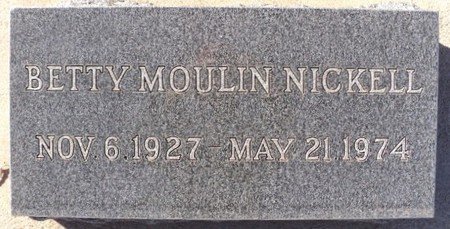 BETTY MOULIN NICKELL
NOV. 6. 1927 - MAY 21. 1974